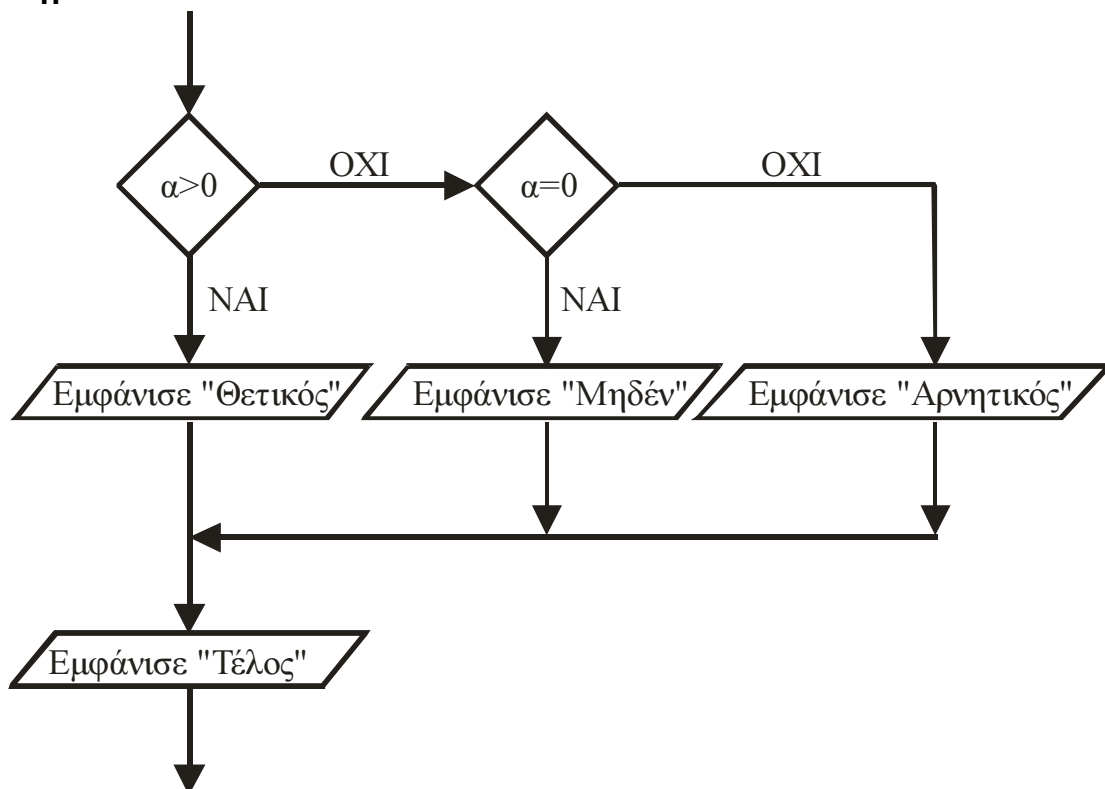 ΟΧΙ
ΟΧΙ
α>0
α=0
ΝΑΙ
ΝΑΙ
Εμφάνισε "Θετικός"
Εμφάνισε "Μηδέν"
Εμφάνισε "Αρνητικός"
Εμφάνισε "Τέλος"